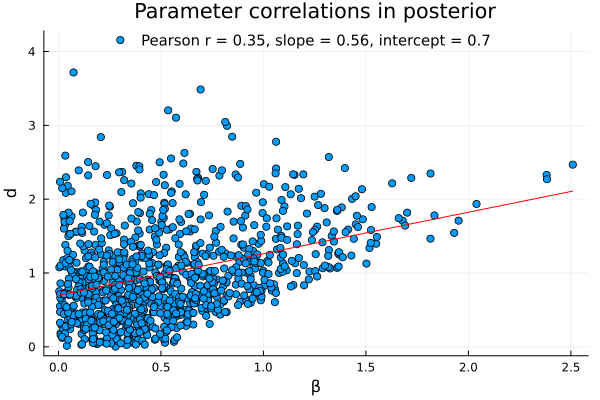 Parameter correlations in posterior
Pearson r = 0.35, slope = 0.56, intercept = 0.7
4
3
2
1
0
d
0.0 0.5 1.0 1.5 2.0 2.5
β